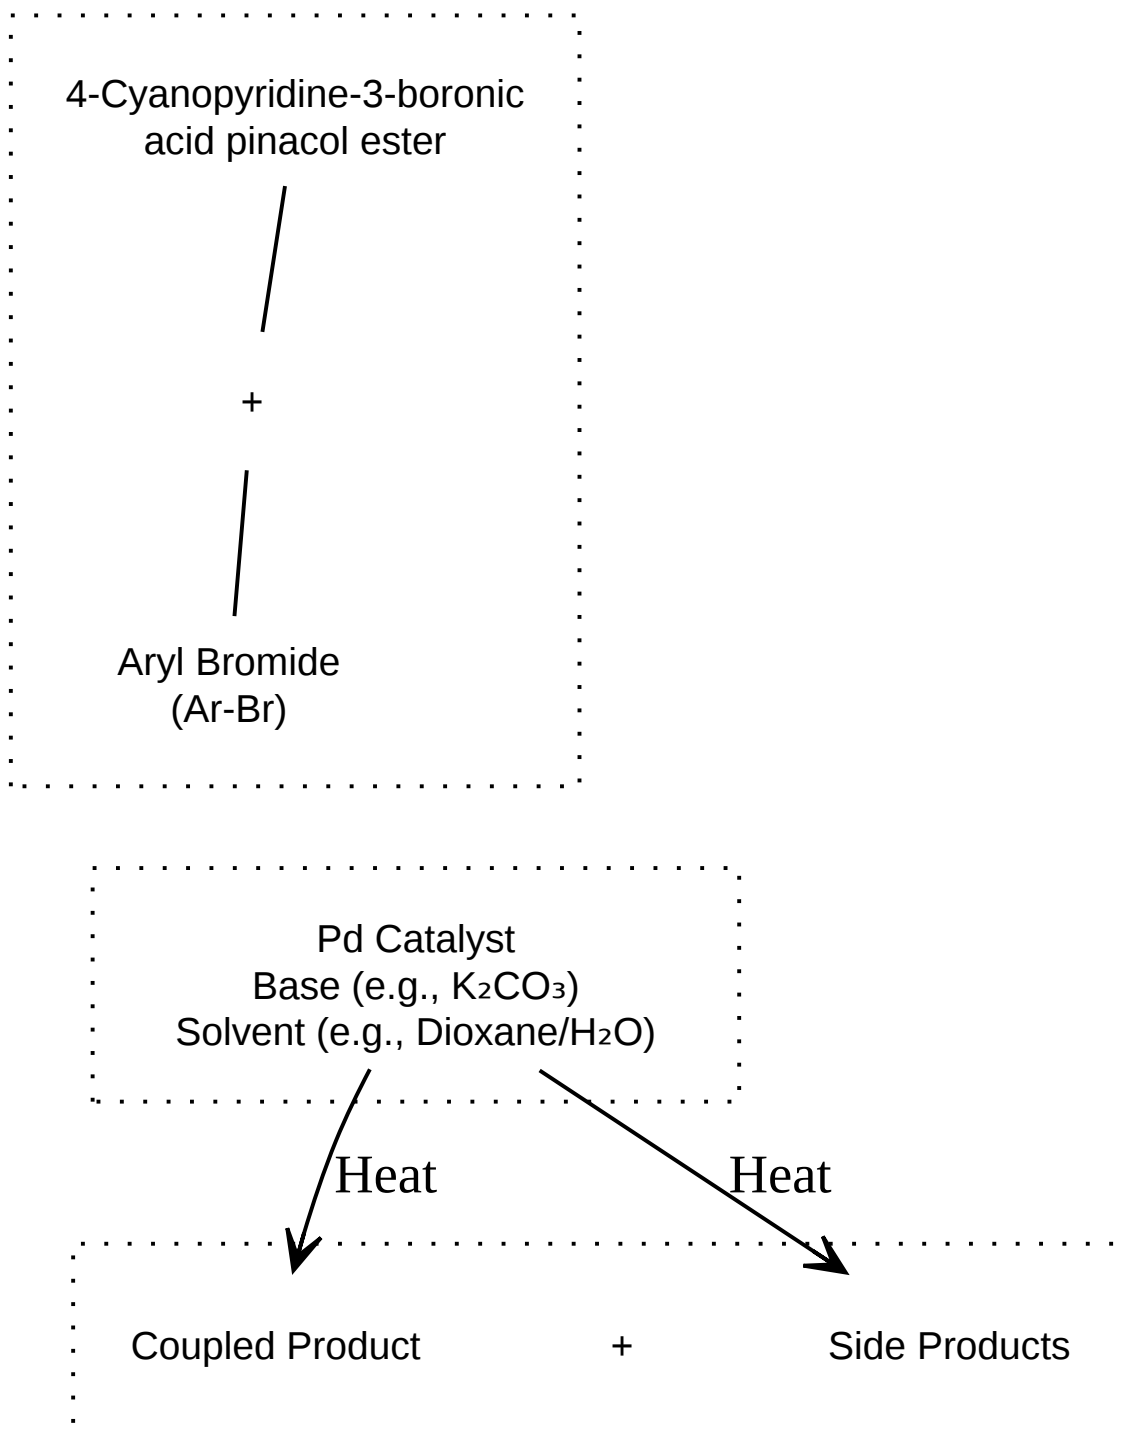 4-Cyanopyridine-3-boronic
acid pinacol ester
+
Aryl Bromide
(Ar-Br)
Pd Catalyst
Base (e.g., K₂CO₃)
Solvent (e.g., Dioxane/H₂O)
Heat Heat
Coupled Product + Side Products